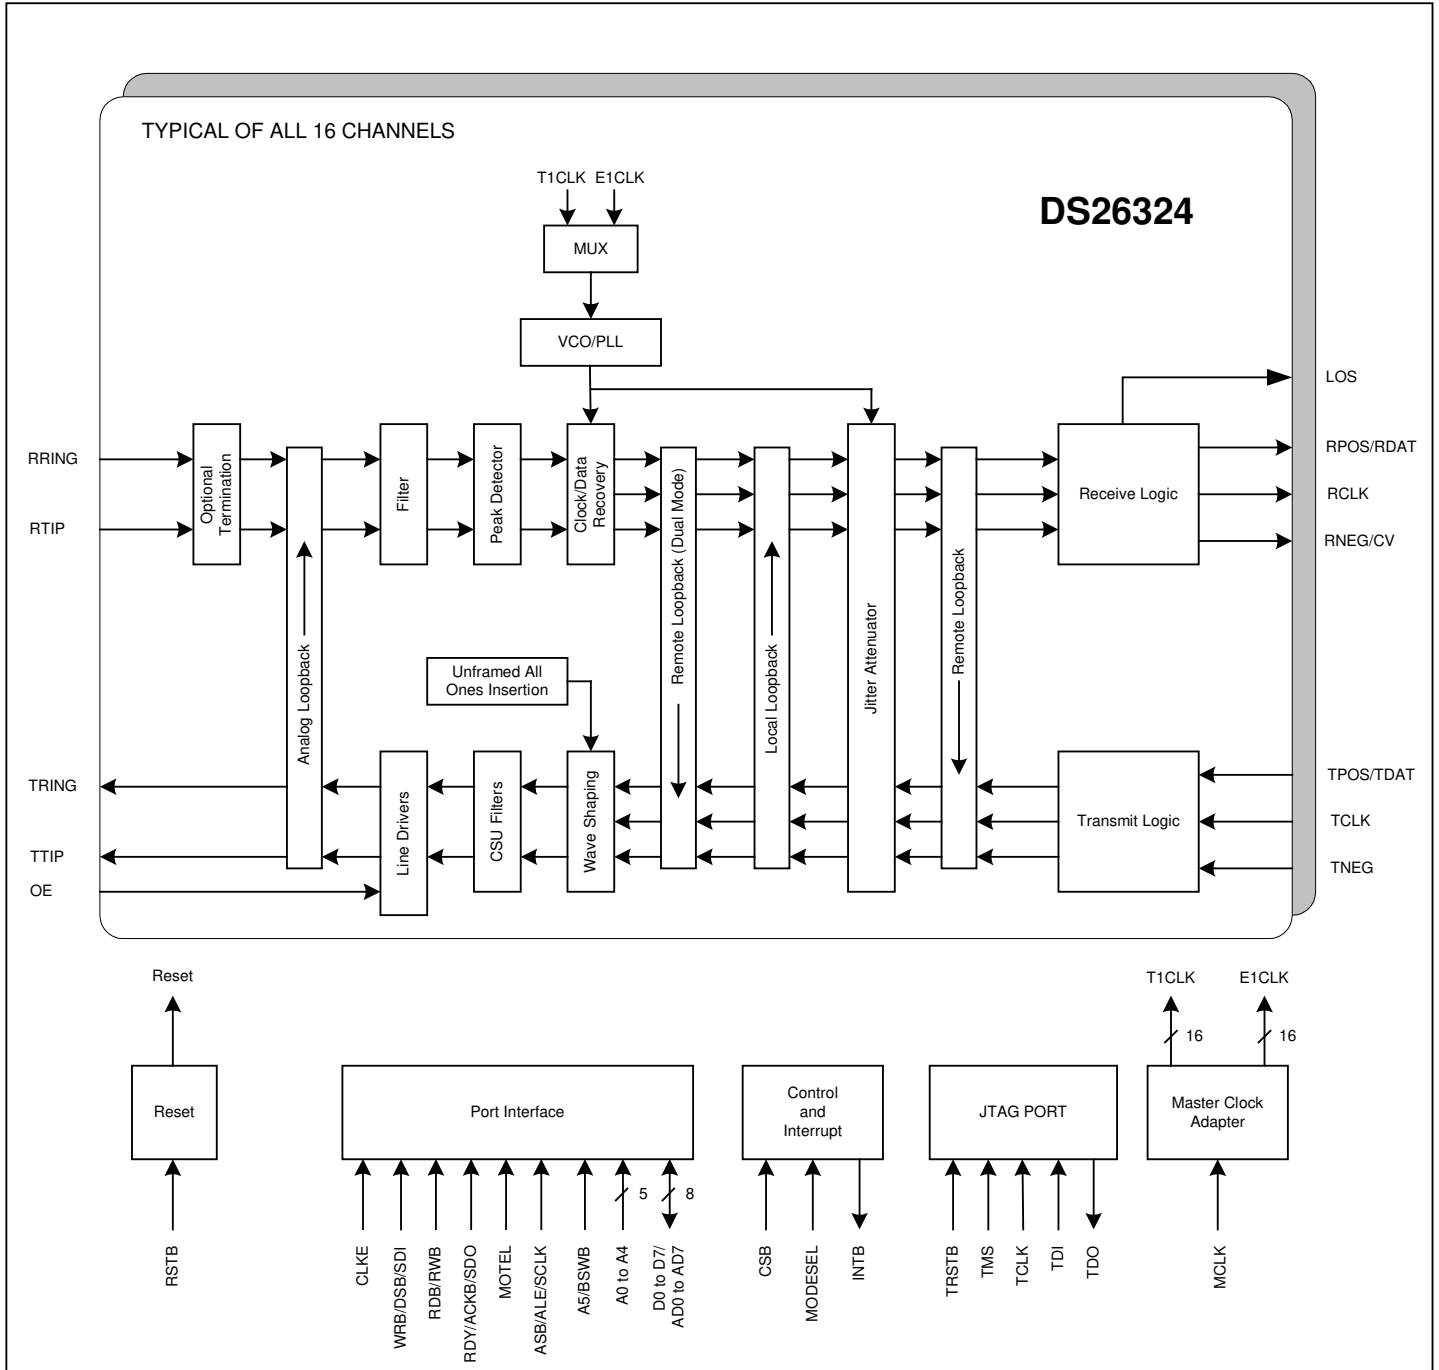 TYPICAL OF ALL 16 CHANNELS
T1CLK E1CLK
DS26324
MUX
VCO/PLL
LOS
RRING
RTIP
Optional
Termination
Analog Loopback
Filter
Peak Detector
Clock/Data
Recovery
Remote Loopback (Dual Mode)
Local Loopback
Jitter Attenuator
Remote Loopback
Receive Logic
RPOS/RDAT
RCLK
RNEG/CV
Unframed All
Ones Insertion
TRING
TTIP
OE
Line Drivers
CSU Filters
Wave Shaping
Transmit Logic
TPOS/TDAT
TCLK
TNEG
Reset
T1CLK
E1CLK
16
16
Reset
Port Interface
Control
and
Interrupt
JTAG PORT
Master Clock
Adapter
5
8
RSTB
CLKE
WRB/DSB/SDI
RDB/RWB
RDY/ACKB/SDO
MOTEL
ASB/ALE/SCLK
A5/BSWB
A0 to A4
D0 to D7/
AD0 to AD7
CSB
MODESEL
INTB
TRSTB
TMS
TCLK
TDI
TDO
MCLK